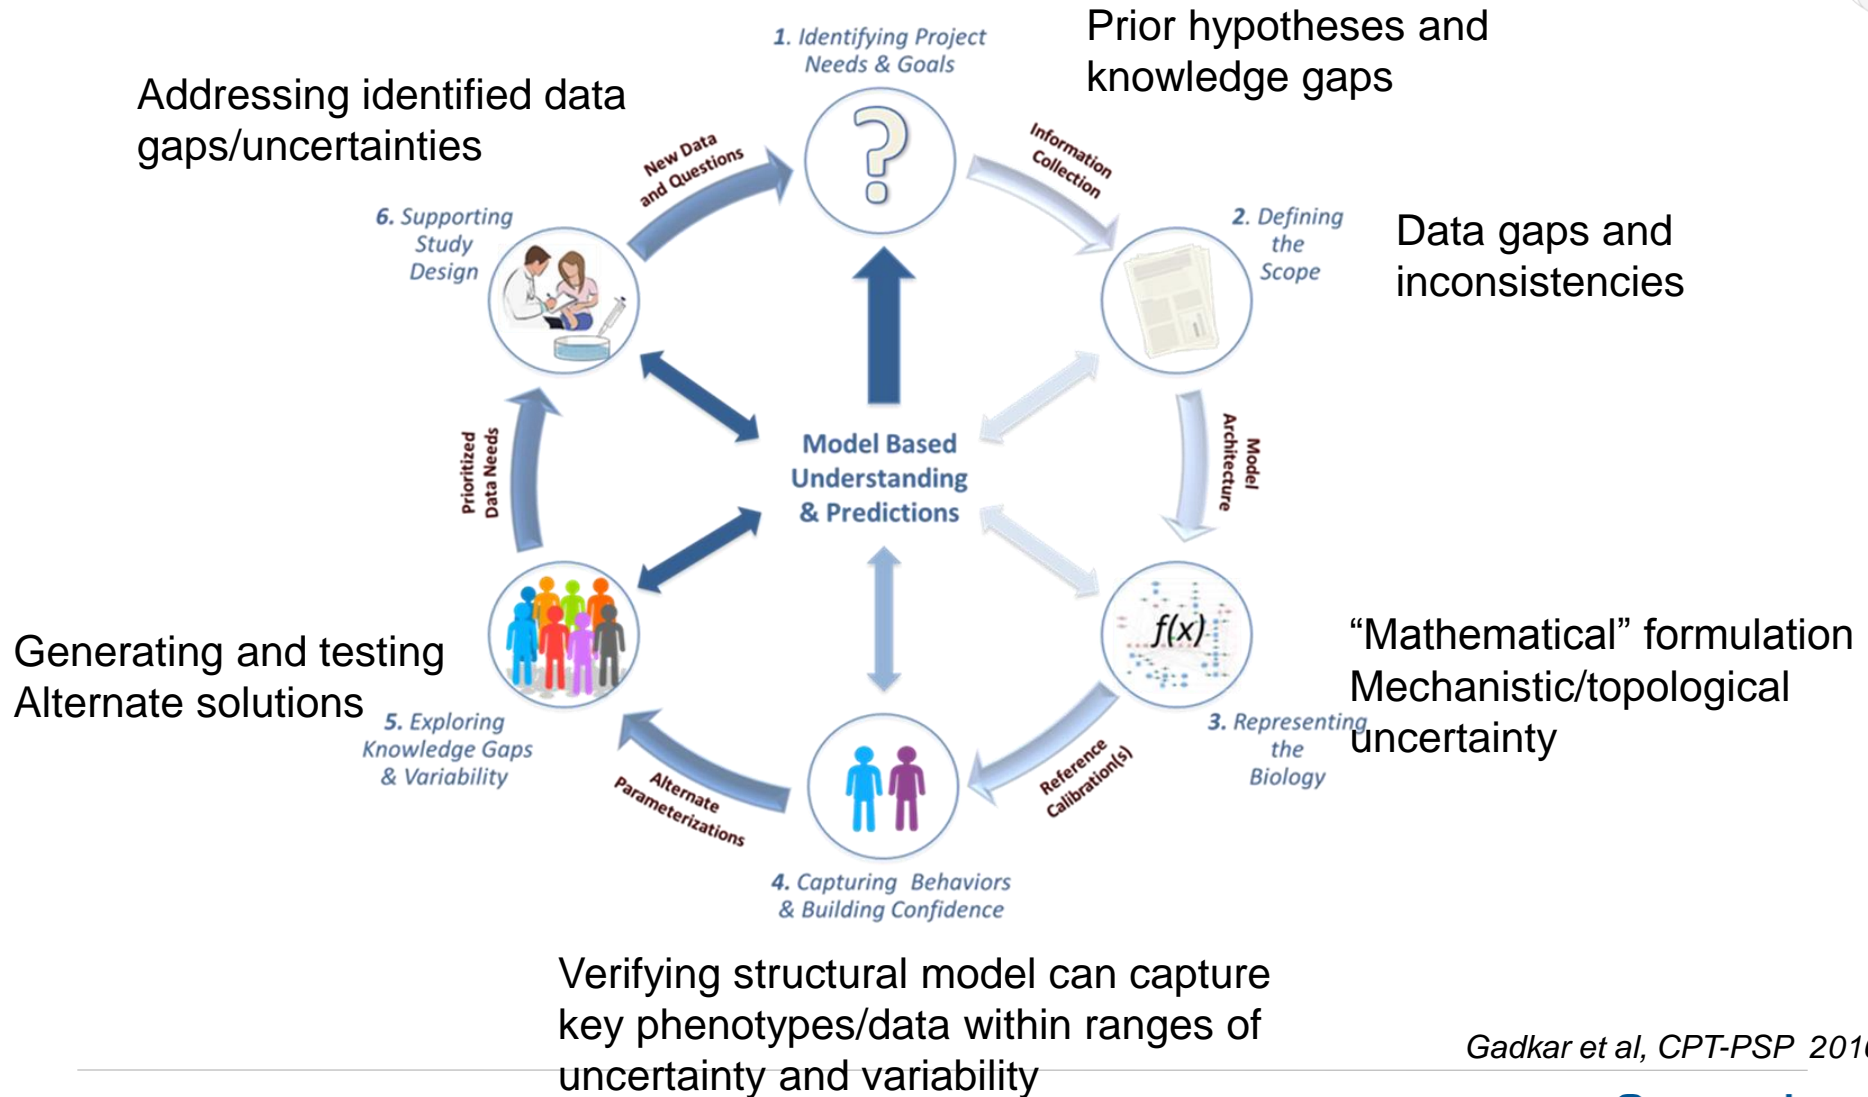 1. Identifying Project
Needs & Goals
Prior hypotheses and
knowledge gaps
Addressing identified data
gaps/uncertainties
New Data
and Questions
Information
Collection
6. Supporting
Study
Design
2. Defining
the
Scope
Data gaps and
inconsistencies
Model Based
Understanding
& Predictions
Prioritized
Data Needs
Model
Architecture
f(x)
Generating and testing
Alternate solutions
5. Exploring
Knowledge Gaps
& Variability
“Mathematical” formulation
Mechanistic/topological
uncertainty
3. Representing
the
Biology
Alternate
Parameterizations
Reference
Calibration(s)
4. Capturing Behaviors
& Building Confidence
Verifying structural model can capture
key phenotypes/data within ranges of
uncertainty and variability
Gadkar et al, CPT-PSP 201